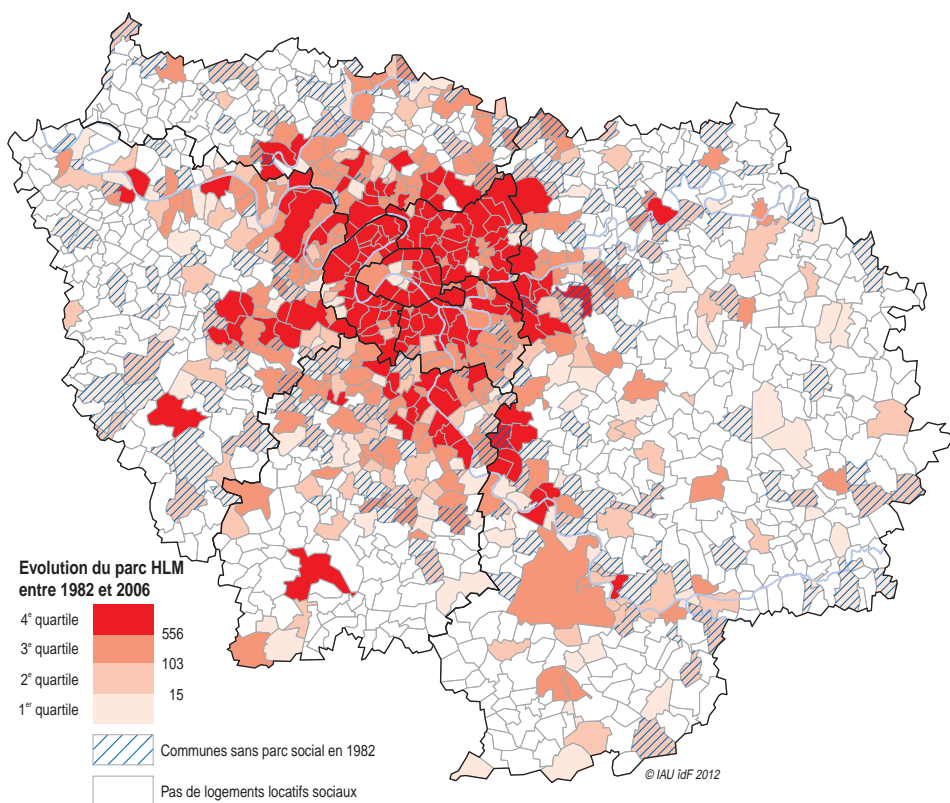 Evolution du parc HLM
entre 1982 et 2006
4e quartile
556
3e quartile
103
2e quartile
15
1er quartile
Communes sans parc social en 1982
Pas de logements locatifs sociaux
© IAU îdF 2012